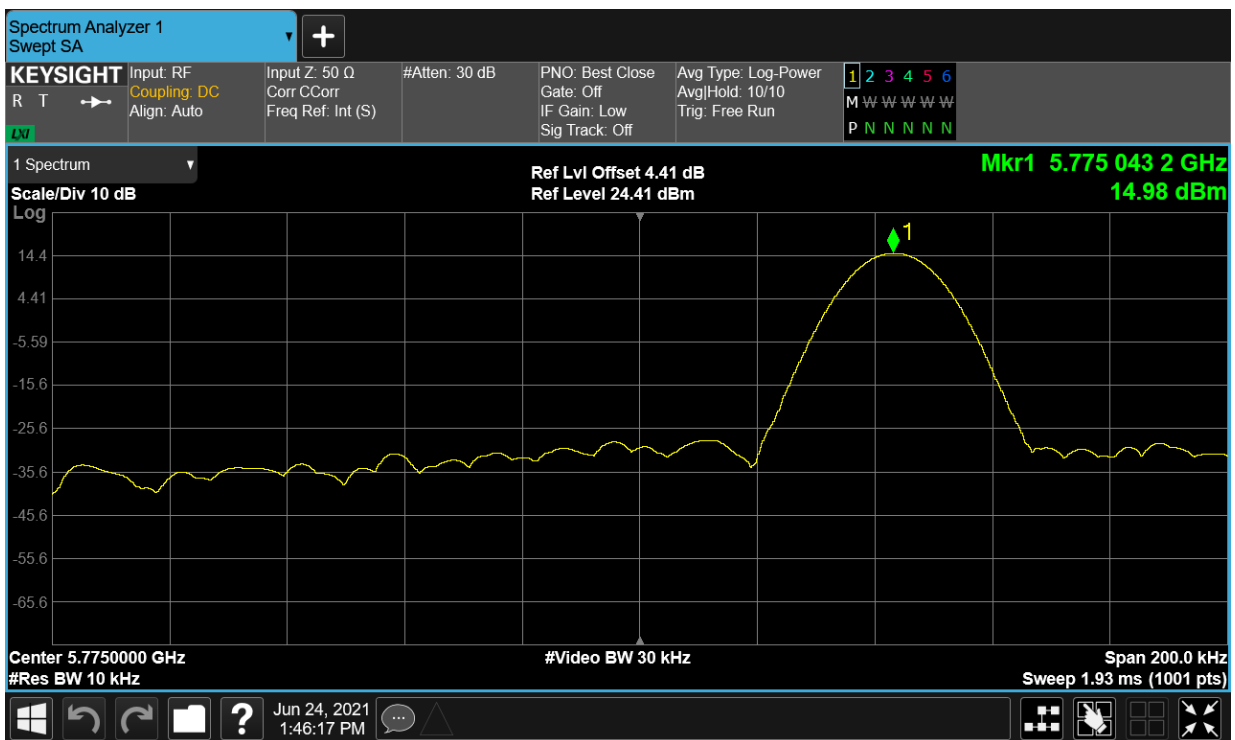 Spectrum Analyzer 1
Swept SA
+
KEYSIGHT
R T
LXI
Input: RF
Coupling: DC
Align: Auto
Input Z: 50 Ω
Corr CCorr
Freq Ref: Int (S)
#Atten: 30 dB
PNO: Best Close
Gate: Off
IF Gain: Low
Sig Track: Off
Avg Type: Log-Power
Avg|Hold: 10/10
Trig: Free Run
1 2 3 4 5 6
M W W W W W
P N N N N N
1 Spectrum
Scale/Div 10 dB
Log
Ref Lvl Offset 4.41 dB
Ref Level 24.41 dBm
Mkr1 5.775 043 2 GHz
14.98 dBm
1
14.4
4.41
-5.59
-15.6
-25.6
-35.6
-45.6
-55.6
-65.6
Center 5.7750000 GHz
#Res BW 10 kHz
#Video BW 30 kHz
Span 200.0 kHz
Sweep 1.93 ms (1001 pts)
?
Jun 24, 2021
1:46:17 PM